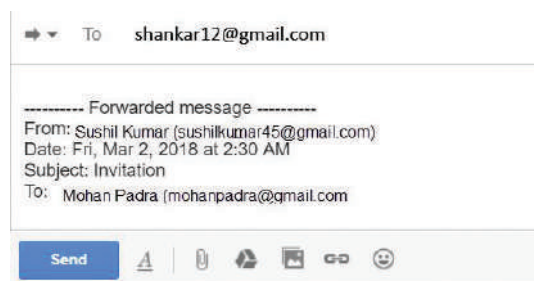 To shankar12@gmail.com
---------- Forwarded message ----------
From: Sushil Kumar (sushilkumar45@gmail.com)
Date: Fri, Mar 2, 2018 at 2:30 AM
Subject: Invitation
To: Mohan Padra (mohanpadra@gmail.com
Send A